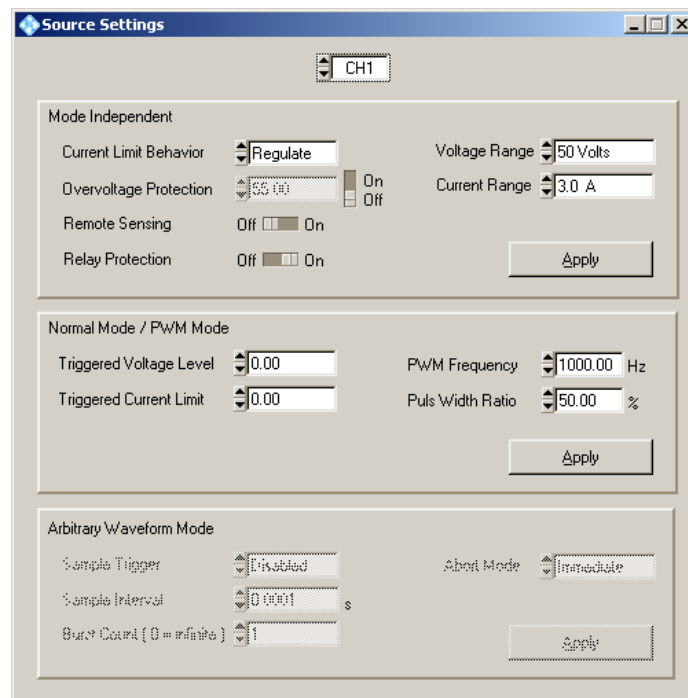 Source Settings
CH1
Mode Independent
Current Limit Behavior Regulate Voltage Range 50 Volts
Overvoltage Protection 55.00 On Off Current Range 3.0 A
Remote Sensing Off On
Relay Protection Off On Apply
Normal Mode / PWM Mode
Triggered Voltage Level 0.00 PWM Frequency 1000.00 Hz
Triggered Current Limit 0.00 Puls Width Ratio 50.00 %
Apply
Arbitrary Waveform Mode
Sample Trigger Disabled Abort Mode Immediate
Sample Interval 0.0001 s
Burst Count ( 0 = infinite ) 1 Apply